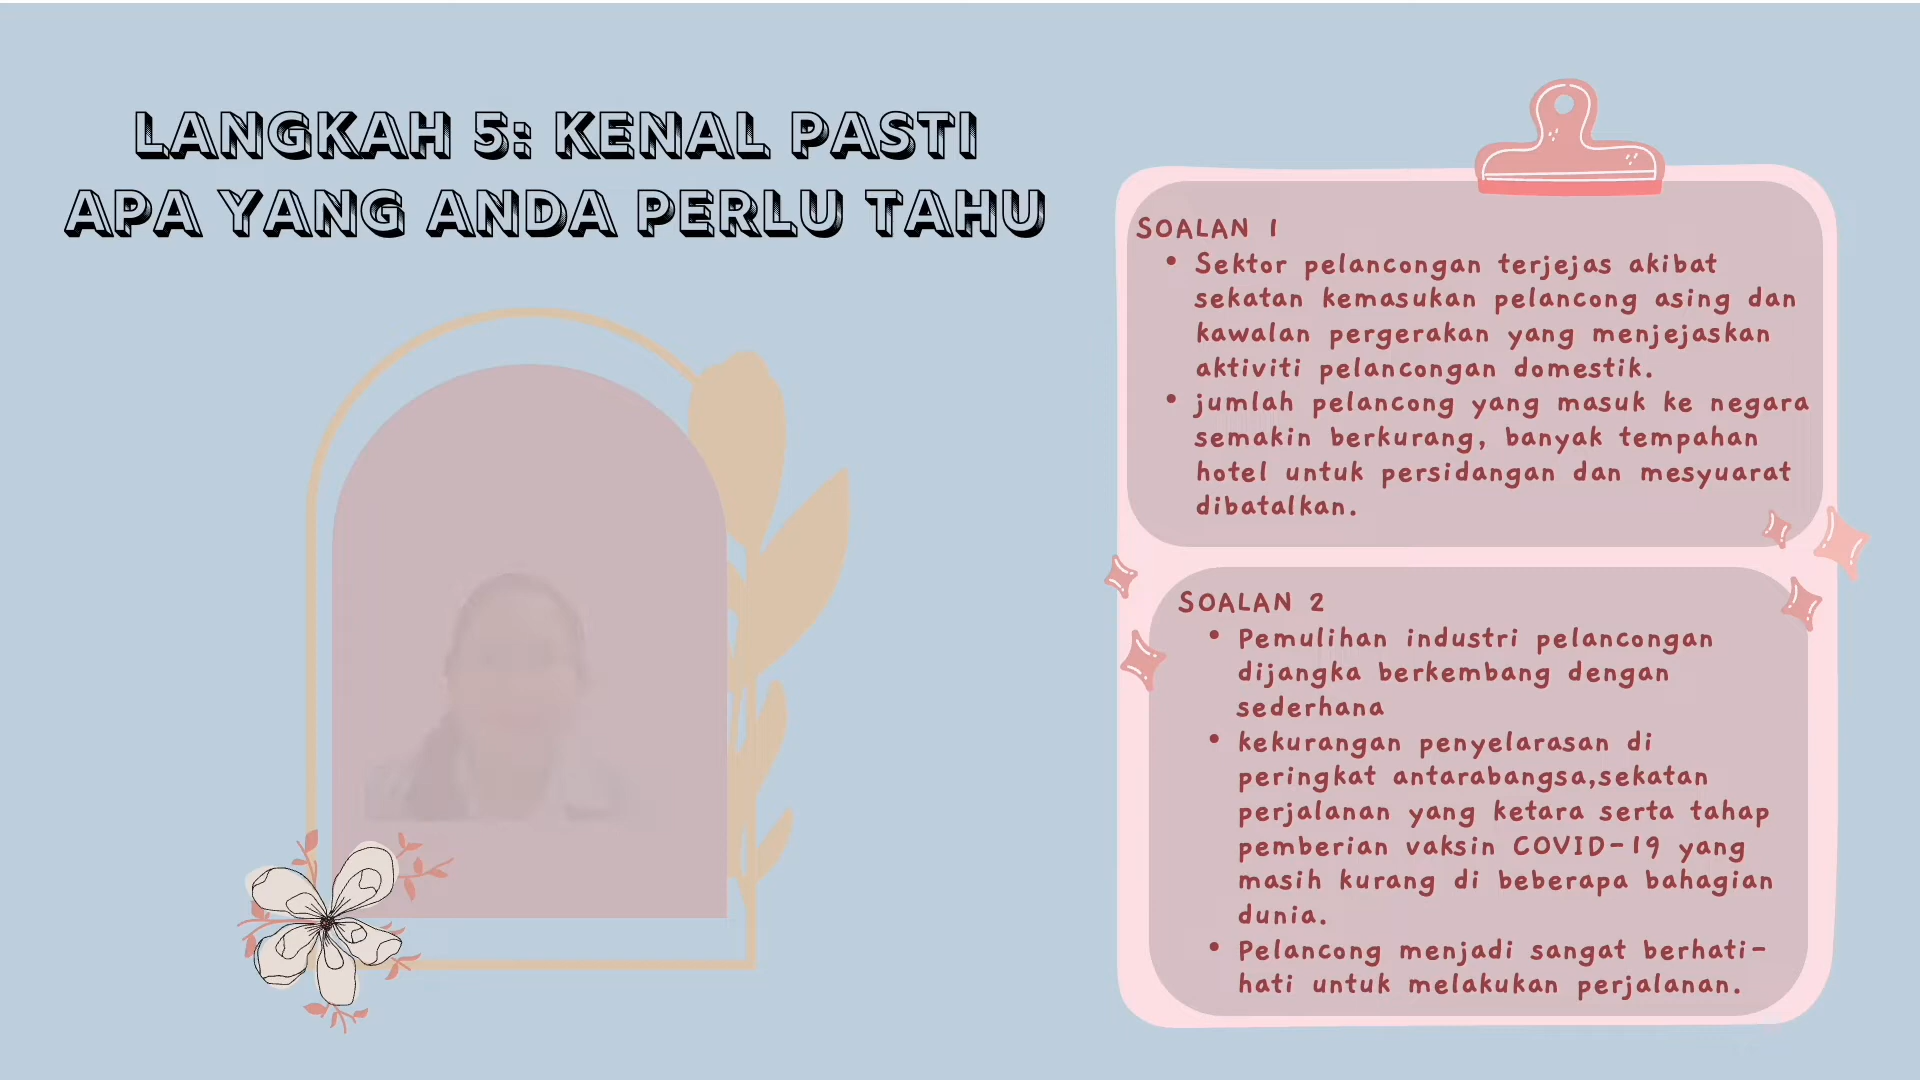 LANGKAH 5: KENAL PASTI
APA YANG ANDA PERLU TAHU
SOALAN 1
• Sektor pelancongan terjejas akibat
sekatan kemasukan pelancong asing dan
kawalan pergerakan yang menjejaskan
aktiviti pelancongan domestik.
• jumlah pelancong yang masuk ke negara
semakin berkurang, banyak tempahan
hotel untuk persidangan dan mesyuarat
dibatalkan.
SOALAN 2
• Pemulihan industri pelancongan
dijangka berkembang dengan
sederhana
• kekurangan penyelarasan di
peringkat antarabangsa,sekatan
perjalanan yang ketara serta tahap
pemberian vaksin COVID-19 yang
masih kurang di beberapa bahagian
dunia.
• Pelancong menjadi sangat berhati-
hati untuk melakukan perjalanan.